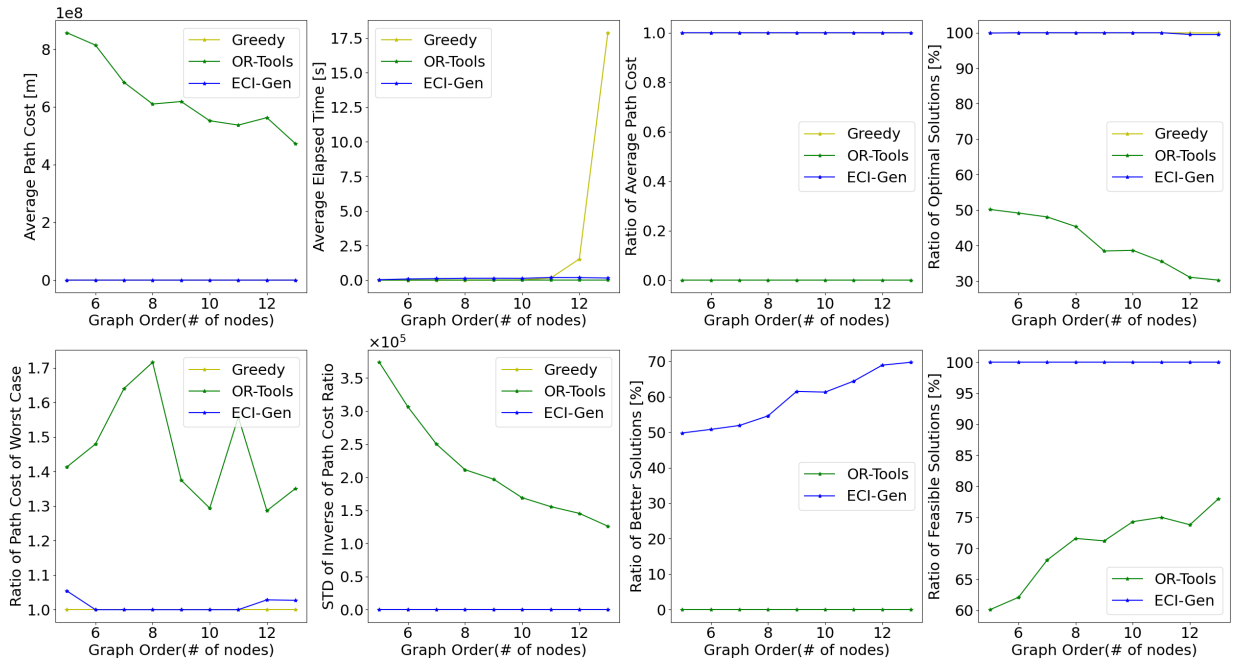 1e8
Average Path Cost [m]
8
6
4
2
0
6 8 10 12
Graph Order(# of nodes)
Greedy
OR-Tools
ECI-Gen
Average Elapsed Time [s]
17.5
15.0
12.5
10.0
7.5
5.0
2.5
0.0
6 8 10 12
Graph Order(# of nodes)
Greedy
OR-Tools
ECI-Gen
Ratio of Average Path Cost
1.0
0.8
0.6
0.4
0.2
0.0
6 8 10 12
Graph Order(# of nodes)
Greedy
OR-Tools
ECI-Gen
Ratio of Optimal Solutions [%]
100
90
80
70
60
50
40
30
6 8 10 12
Graph Order(# of nodes)
Greedy
OR-Tools
ECI-Gen
Ratio of Path Cost of Worst Case
1.7
1.6
1.5
1.4
1.3
1.2
1.1
1.0
6 8 10 12
Graph Order(# of nodes)
Greedy
OR-Tools
ECI-Gen
×10⁵
STD of Inverse of Path Cost Ratio
3.5
3.0
2.5
2.0
1.5
1.0
0.5
0.0
6 8 10 12
Graph Order(# of nodes)
Greedy
OR-Tools
ECI-Gen
Ratio of Better Solutions [%]
70
60
50
40
30
20
10
0
6 8 10 12
Graph Order(# of nodes)
OR-Tools
ECI-Gen
Ratio of Feasible Solutions [%]
100
95
90
85
80
75
70
65
60
6 8 10 12
Graph Order(# of nodes)
OR-Tools
ECI-Gen